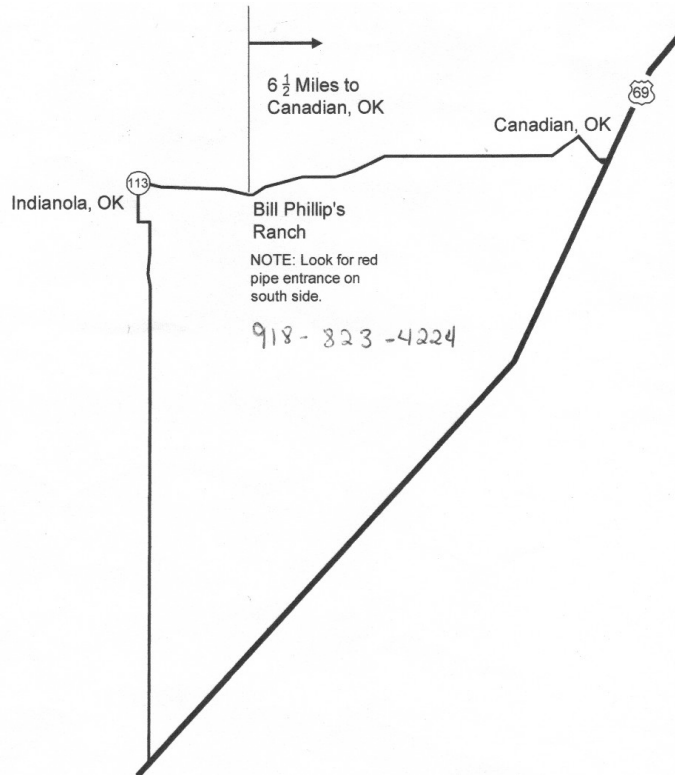 6 ½ Miles to
Canadian, OK
69
Canadian, OK
113
Indianola, OK
Bill Phillip's
Ranch
NOTE: Look for red
pipe entrance on
south side.
918 - 823 - 4224